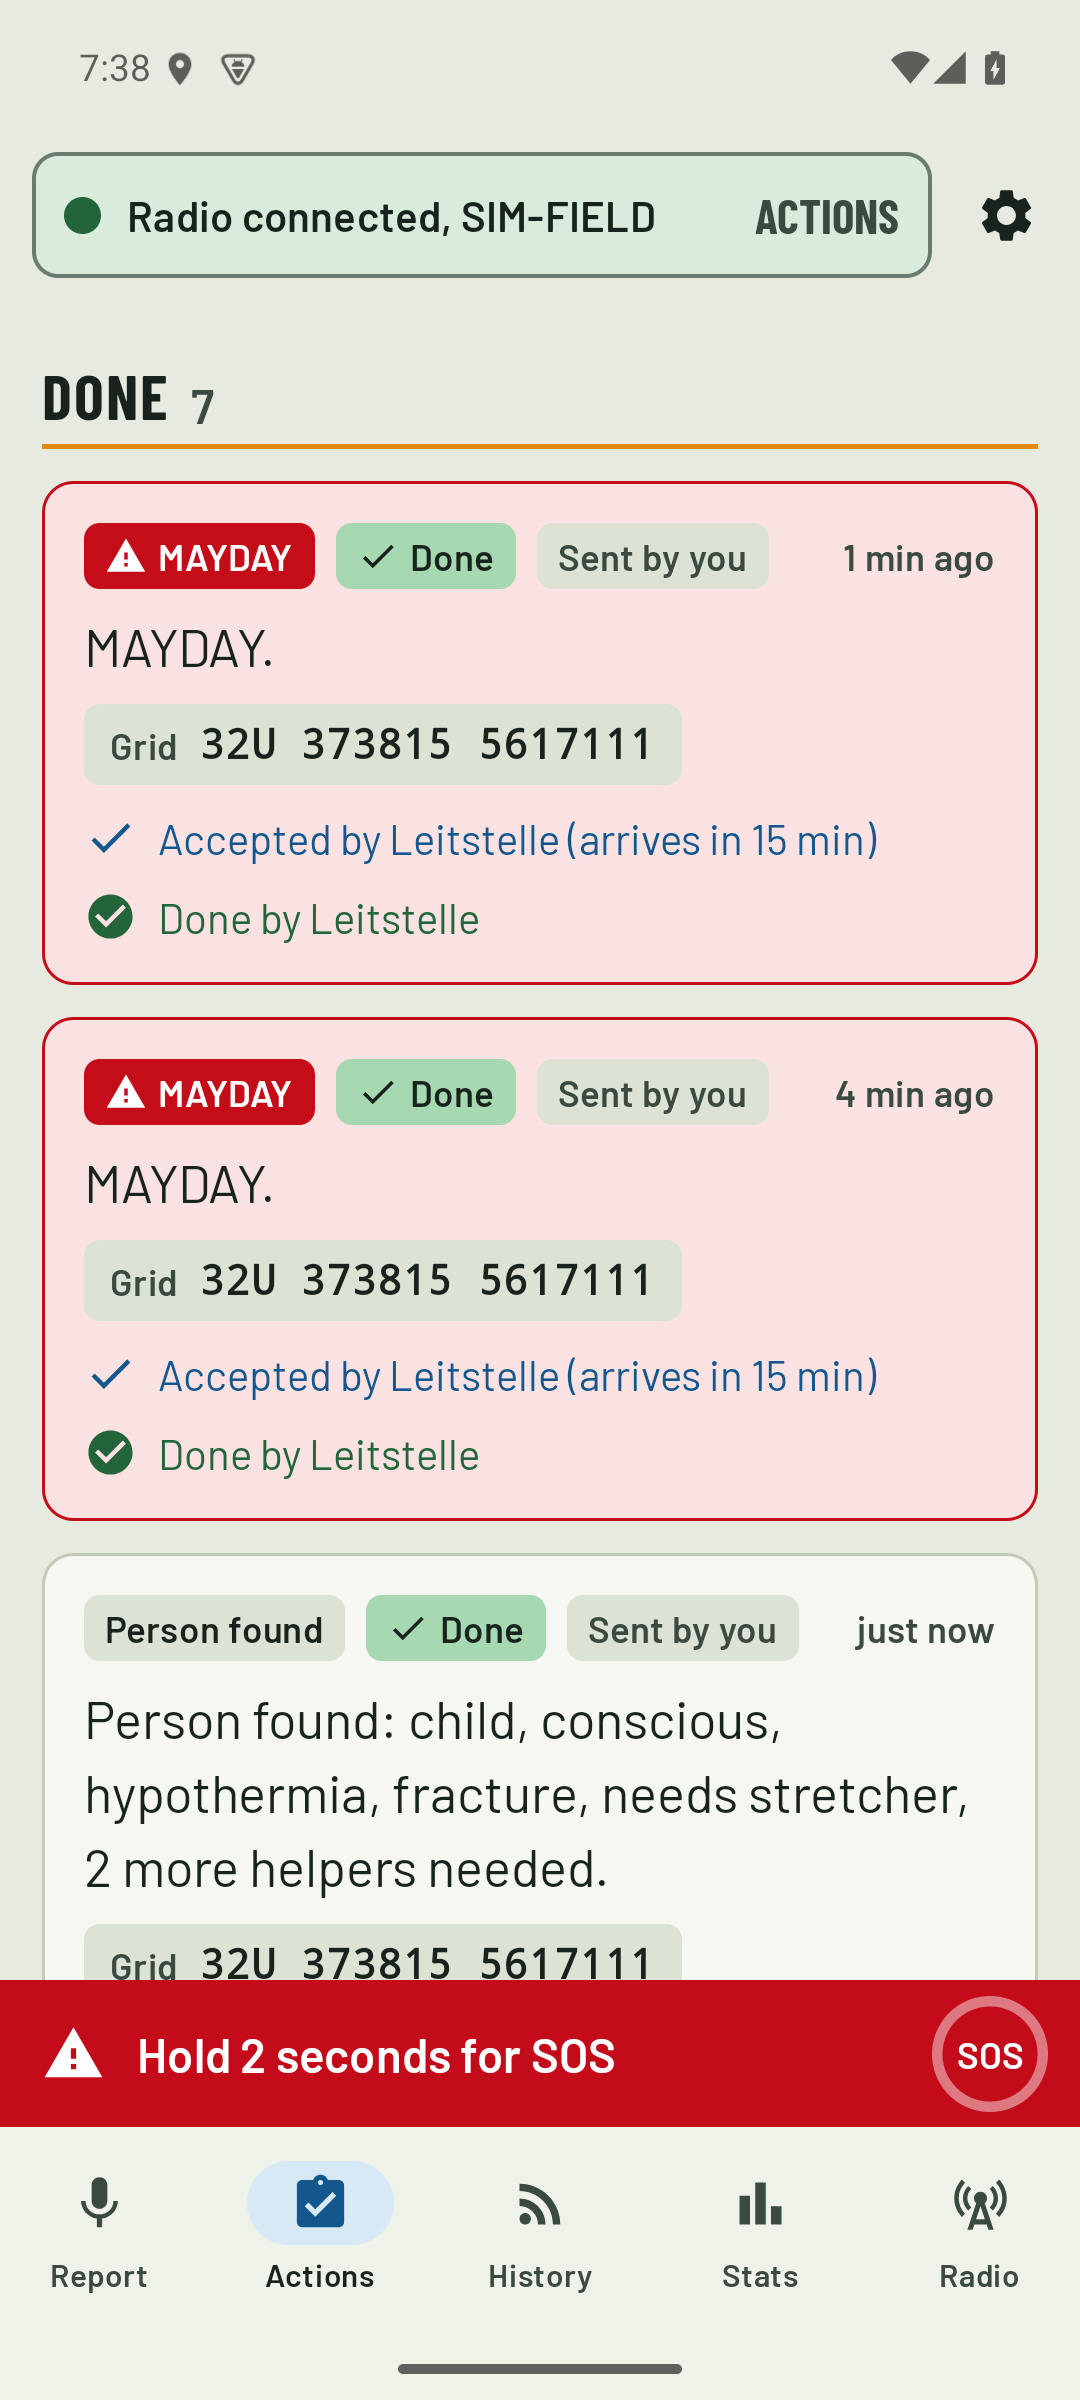 7:38
Radio connected, SIM-FIELD ACTIONS
DONE 7
MAYDAY Done Sent by you 1 min ago
MAYDAY.
Grid 32U 373815 5617111
Accepted by Leitstelle (arrives in 15 min)
Done by Leitstelle
MAYDAY Done Sent by you 4 min ago
MAYDAY.
Grid 32U 373815 5617111
Accepted by Leitstelle (arrives in 15 min)
Done by Leitstelle
Person found Done Sent by you just now
Person found: child, conscious,
hypothermia, fracture, needs stretcher,
2 more helpers needed.
Grid 32U 373815 5617111
Hold 2 seconds for SOS SOS
Report Actions History Stats Radio